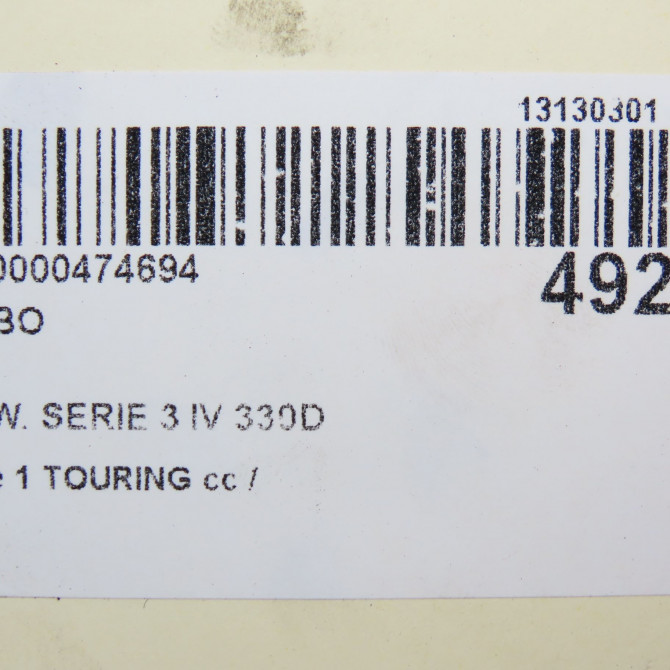 13130301
0000474694
492
BO
W. SERIE 3 IV 330D
e 1 TOURING cc /